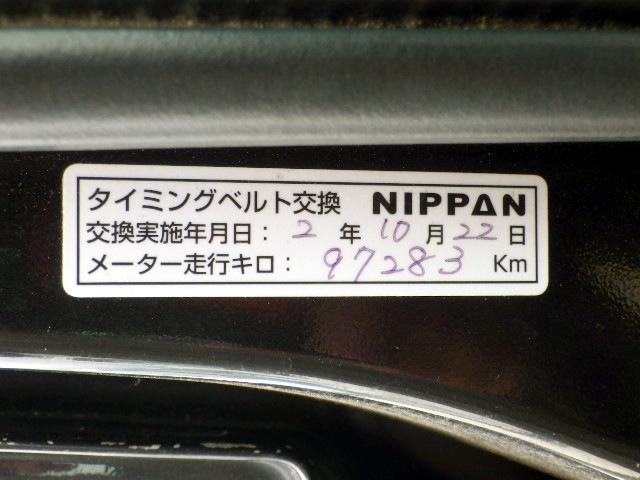 タイミングベルト交換 NIPPAN
交換実施年月日： 2 年 10 月 22 日
メーター走行キロ： 97283 Km